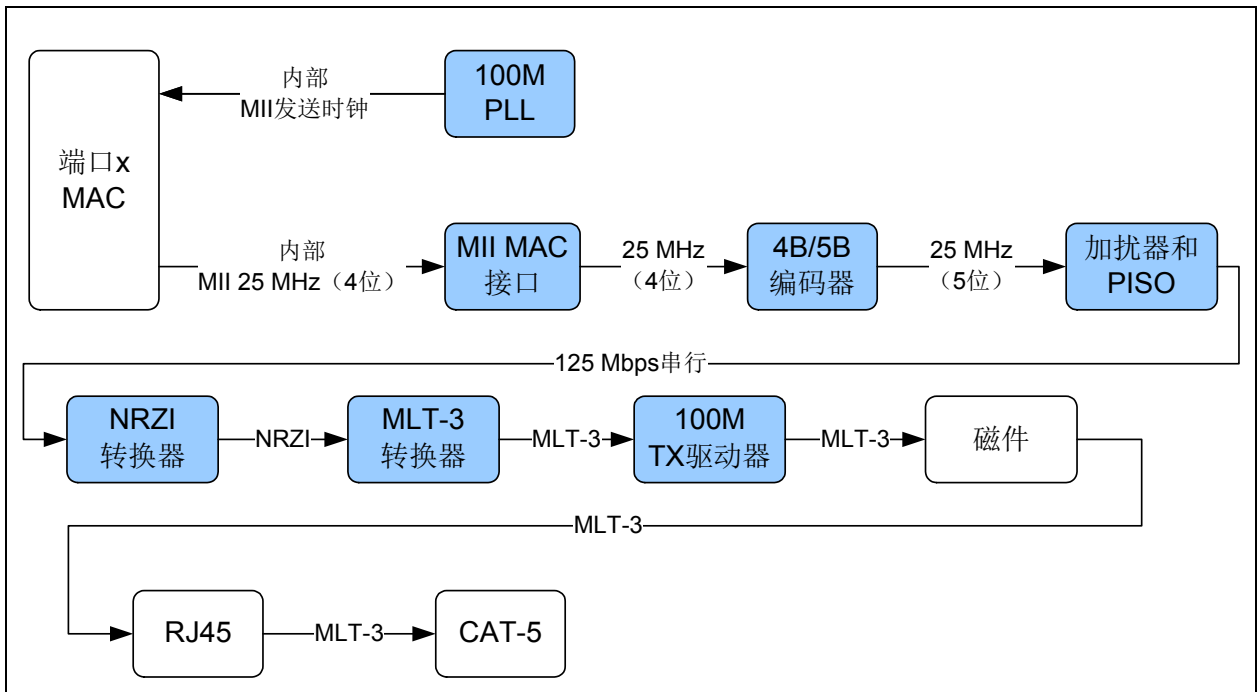 内部
MII发送时钟
100M
PLL
端口x
MAC
内部
MII 25 MHz（4位）
MII MAC
接口
25 MHz
（4位）
4B/5B
编码器
25 MHz
（5位）
加扰器和
PISO
125 Mbps串行
NRZI
转换器
NRZI
MLT-3
转换器
MLT-3
100M
TX驱动器
MLT-3
磁件
MLT-3
RJ45
MLT-3
CAT-5